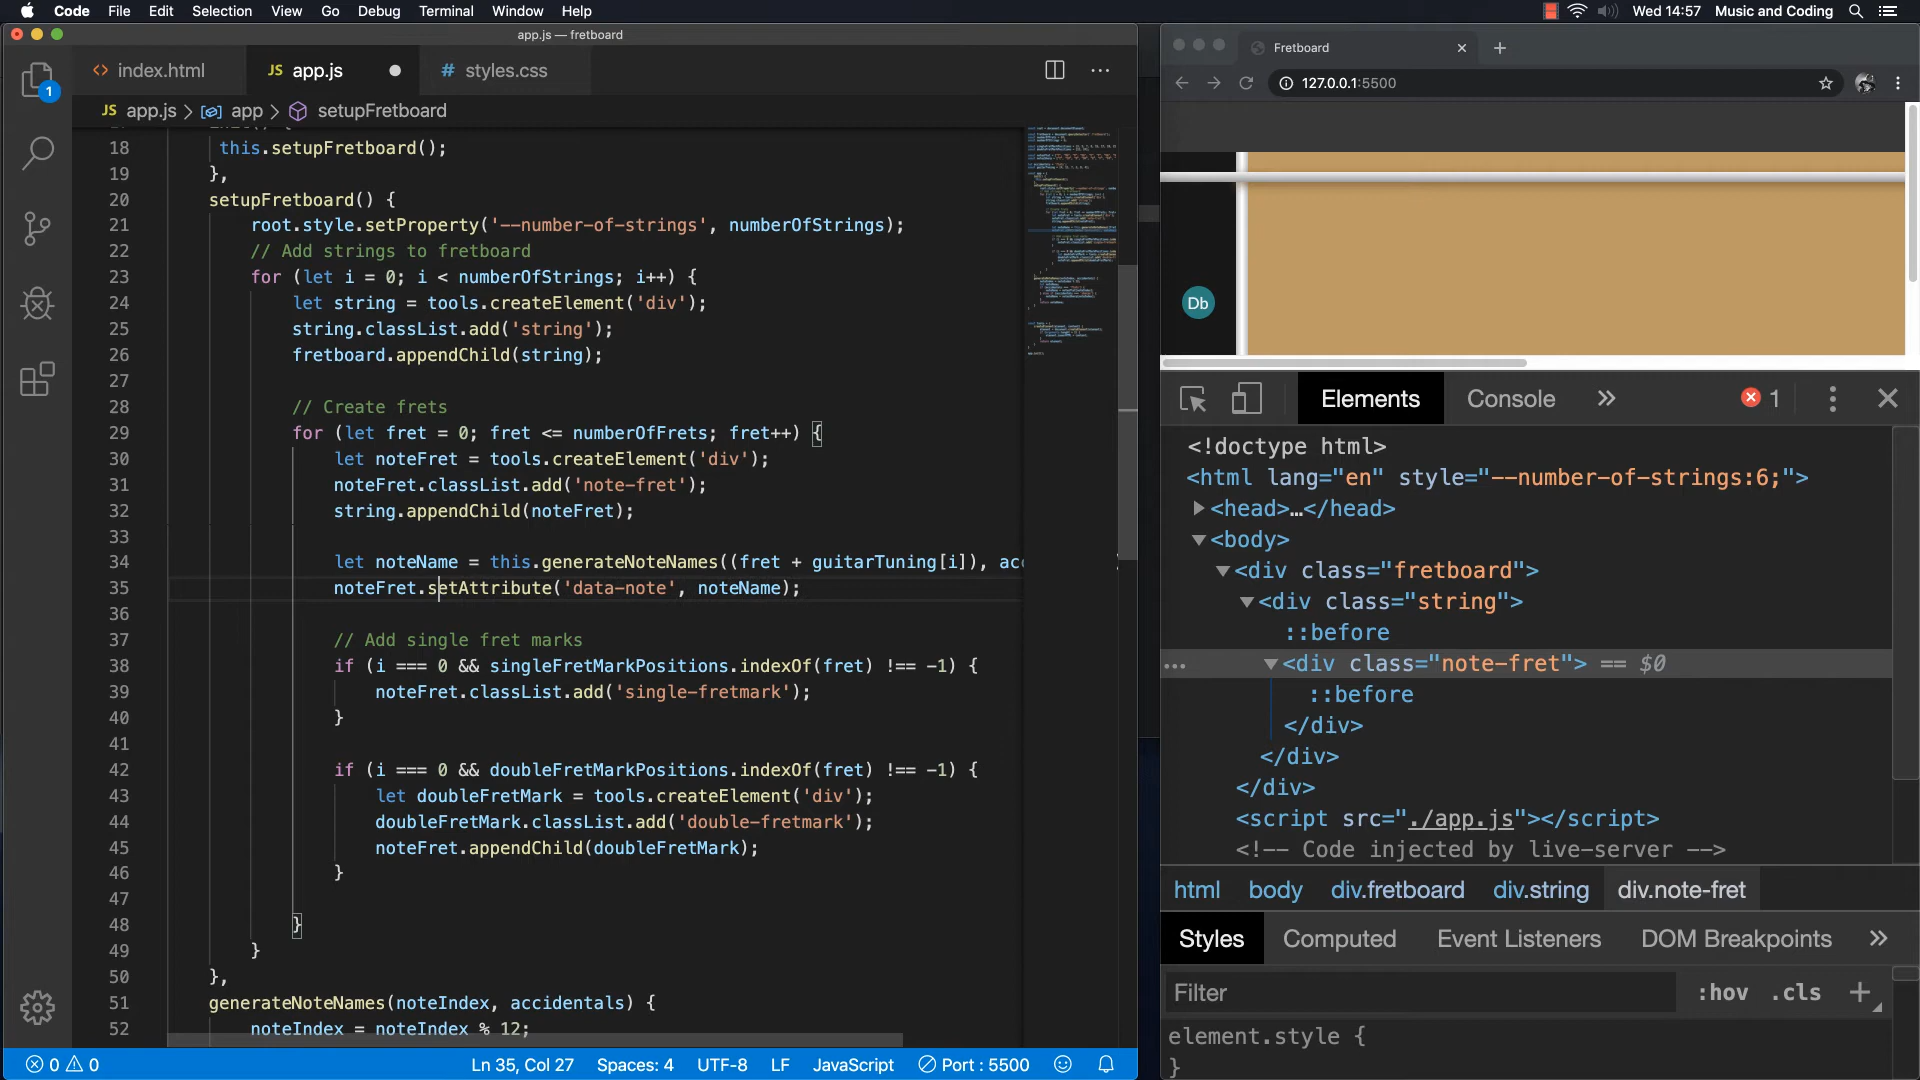 Code File Edit Selection View Go Debug Terminal Window Help Wed 14:57 Music and Coding
app.js — fretboard
index.html JS app.js # styles.css
JS app.js > app > setupFretboard
18 this.setupFretboard();
19 },
20 setupFretboard() {
21 root.style.setProperty('--number-of-strings', numberOfStrings);
22 // Add strings to fretboard
23 for (let i = 0; i < numberOfStrings; i++) {
24 let string = tools.createElement('div');
25 string.classList.add('string');
26 fretboard.appendChild(string);
27
28 // Create frets
29 for (let fret = 0; fret <= numberOfFrets; fret++) {
30 let noteFret = tools.createElement('div');
31 noteFret.classList.add('note-fret');
32 string.appendChild(noteFret);
33
34 let noteName = this.generateNoteNames((fret + guitarTuning[i]), acc
35 noteFret.setAttribute('data-note', noteName);
36
37 // Add single fret marks
38 if (i === 0 && singleFretMarkPositions.indexOf(fret) !== -1) {
39 noteFret.classList.add('single-fretmark');
40 }
41
42 if (i === 0 && doubleFretMarkPositions.indexOf(fret) !== -1) {
43 let doubleFretMark = tools.createElement('div');
44 doubleFretMark.classList.add('double-fretmark');
45 noteFret.appendChild(doubleFretMark);
46 }
47
48 }
49 }
50 },
51 generateNoteNames(noteIndex, accidentals) {
52 noteIndex = noteIndex % 12;
1
0 0 Ln 35, Col 27 Spaces: 4 UTF-8 LF JavaScript Port : 5500
Fretboard
127.0.0.1:5500
Db
Elements Console » 1
<!doctype html>
<html lang="en" style="--number-of-strings:6;">
<head>…</head>
<body>
<div class="fretboard">
<div class="string">
::before
<div class="note-fret"> == $0
::before
</div>
</div>
</div>
<script src="./app.js"></script>
<!-- Code injected by live-server -->
html body div.fretboard div.string div.note-fret
Styles Computed Event Listeners DOM Breakpoints »
Filter :hov .cls +
element.style {
}